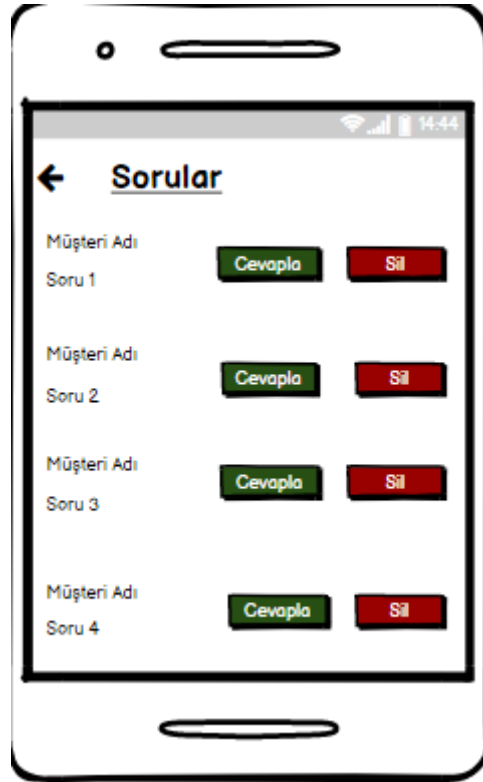 14:44
Sorular
Müşteri Adı
Cevapla Sil
Soru 1
Müşteri Adı
Cevapla Sil
Soru 2
Müşteri Adı
Cevapla Sil
Soru 3
Müşteri Adı
Cevapla Sil
Soru 4